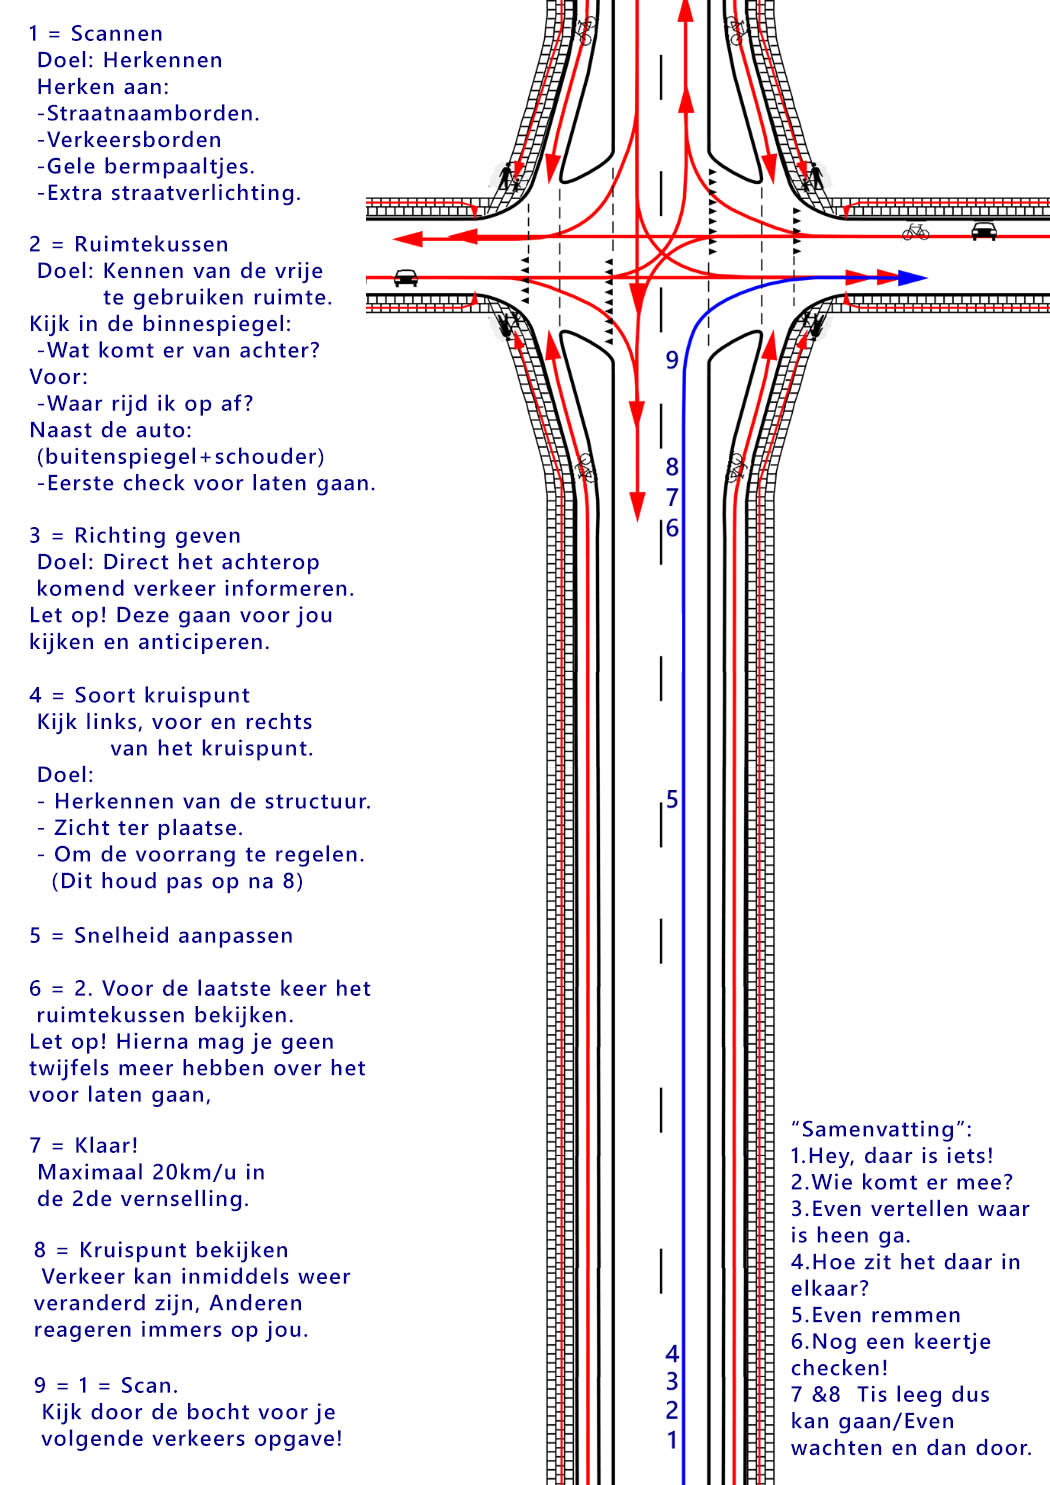 1 = Scannen
Doel: Herkennen
Herken aan:
-Straatnaamborden.
-Verkeersborden
-Gele bermpaaltjes.
-Extra straatverlichting.
2 = Ruimtekussen
Doel: Kennen van de vrije
te gebruiken ruimte.
Kijk in de binnespiegel:
-Wat komt er van achter?
Voor:
-Waar rijd ik op af?
Naast de auto:
(buitenspiegel+schouder)
-Eerste check voor laten gaan.
3 = Richting geven
Doel: Direct het achterop
komend verkeer informeren.
Let op! Deze gaan voor jou
kijken en anticiperen.
4 = Soort kruispunt
Kijk links, voor en rechts
van het kruispunt.
Doel:
- Herkennen van de structuur.
- Zicht ter plaatse.
- Om de voorrang te regelen.
(Dit houd pas op na 8)
5 = Snelheid aanpassen
6 = 2. Voor de laatste keer het
ruimtekussen bekijken.
Let op! Hierna mag je geen
twijfels meer hebben over het
voor laten gaan,
7 = Klaar!
Maximaal 20km/u in
de 2de vernselling.
8 = Kruispunt bekijken
Verkeer kan inmiddels weer
veranderd zijn, Anderen
reageren immers op jou.
9 = 1 = Scan.
Kijk door de bocht voor je
volgende verkeers opgave!
9
8
7
6
5
4
3
2
1
“Samenvatting”:
1.Hey, daar is iets!
2.Wie komt er mee?
3.Even vertellen waar
is heen ga.
4.Hoe zit het daar in
elkaar?
5.Even remmen
6.Nog een keertje
checken!
7 &8 Tis leeg dus
kan gaan/Even
wachten en dan door.